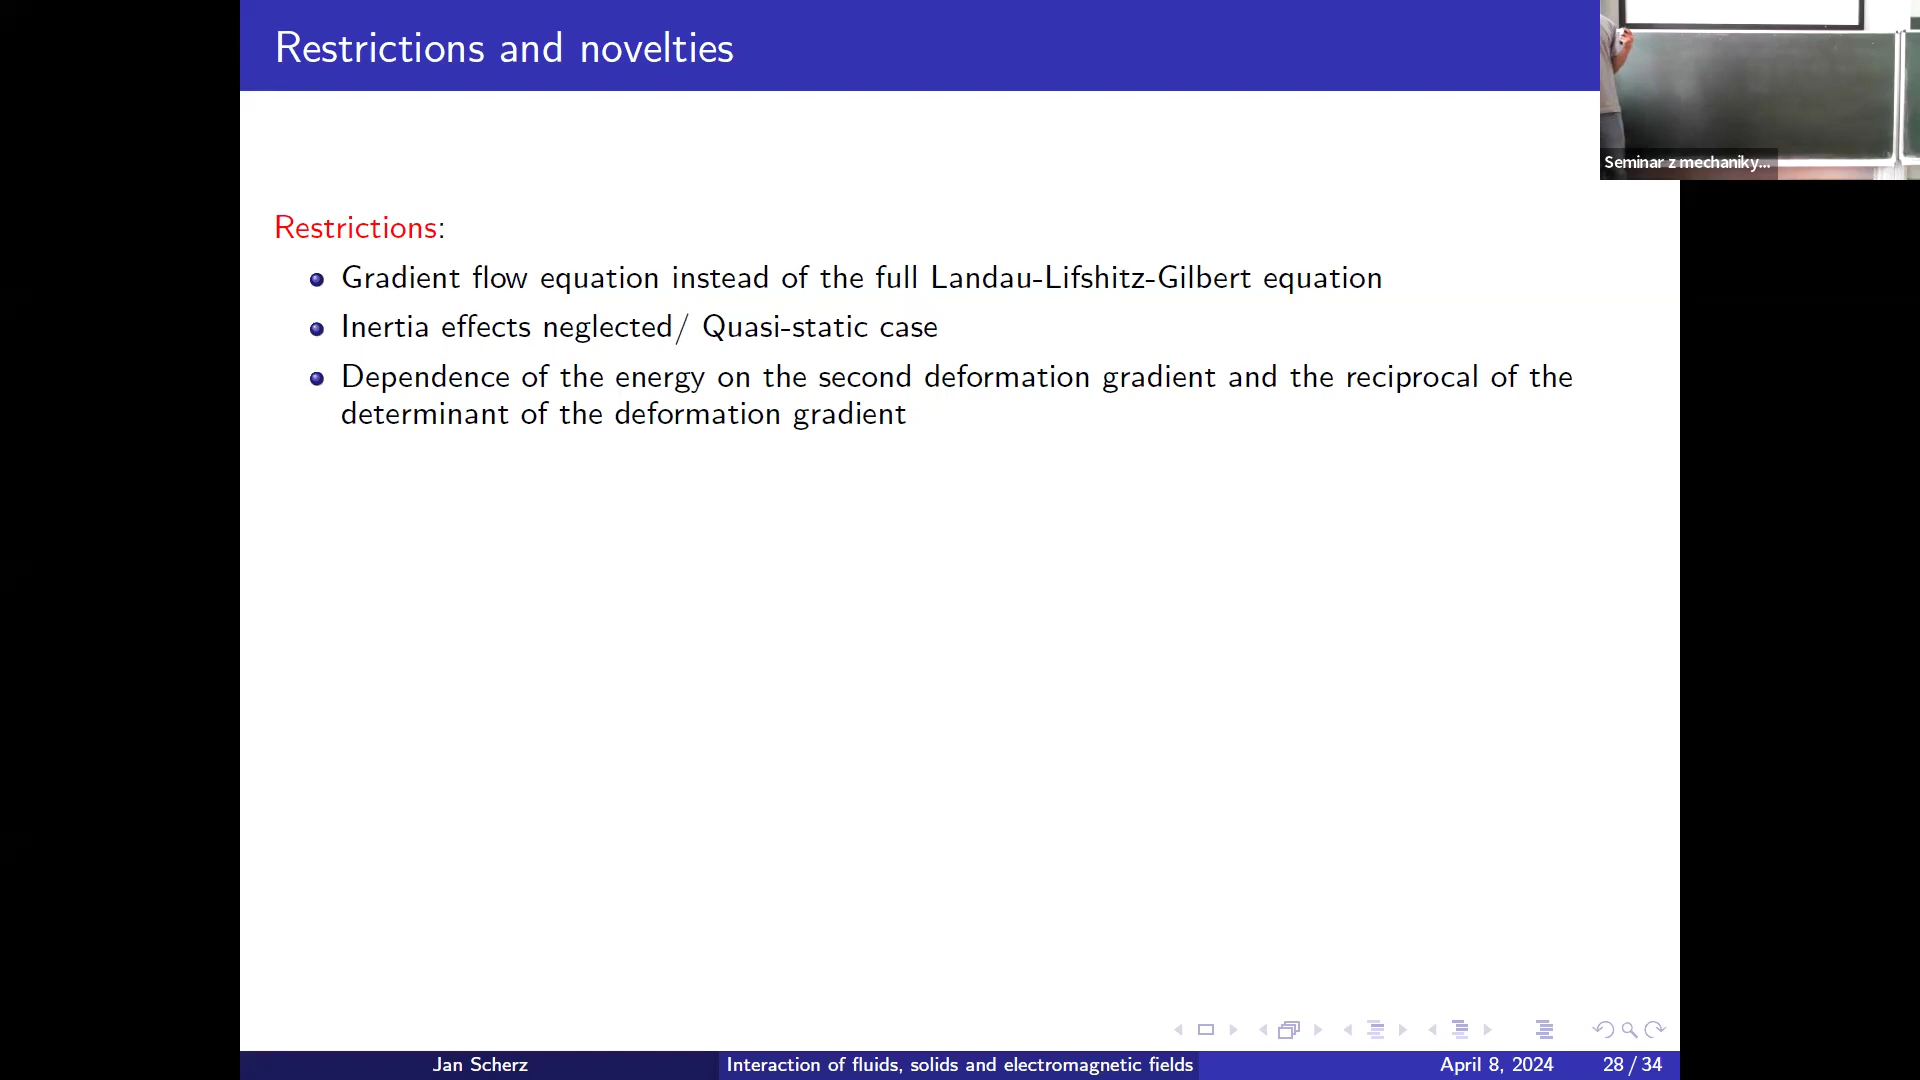 Restrictions and novelties
Seminar z mechaniky...
Restrictions:
Gradient flow equation instead of the full Landau-Lifshitz-Gilbert equation
Inertia effects neglected/ Quasi-static case
Dependence of the energy on the second deformation gradient and the reciprocal of the
determinant of the deformation gradient
Jan Scherz
Interaction of fluids, solids and electromagnetic fields
April 8, 2024
28 / 34